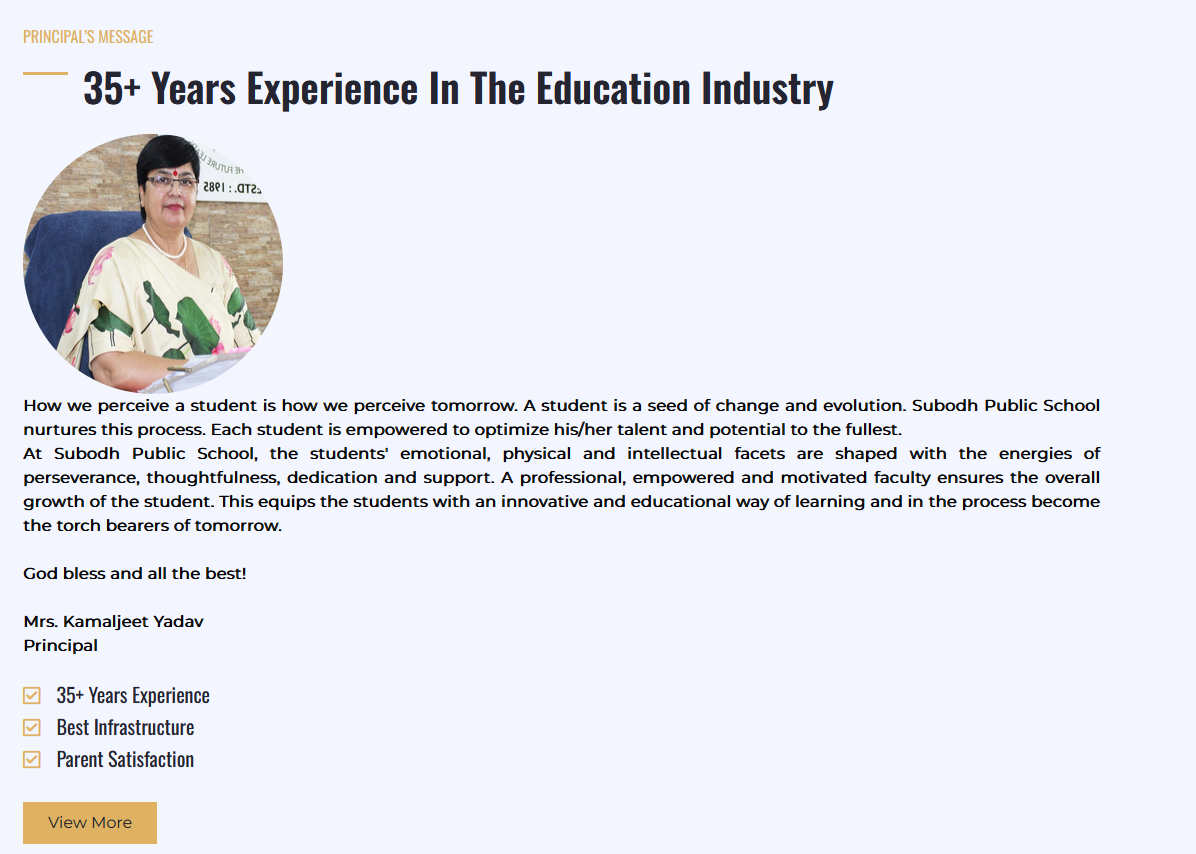 PRINCIPAL'S MESSAGE
35+ Years Experience In The Education Industry
THE FUTURE
ESTD. : 1985
How we perceive a student is how we perceive tomorrow. A student is a seed of change and evolution. Subodh Public School
nurtures this process. Each student is empowered to optimize his/her talent and potential to the fullest.
At Subodh Public School, the students' emotional, physical and intellectual facets are shaped with the energies of
perseverance, thoughtfulness, dedication and support. A professional, empowered and motivated faculty ensures the overall
growth of the student. This equips the students with an innovative and educational way of learning and in the process become
the torch bearers of tomorrow.
God bless and all the best!
Mrs. Kamaljeet Yadav
Principal
35+ Years Experience
Best Infrastructure
Parent Satisfaction
View More